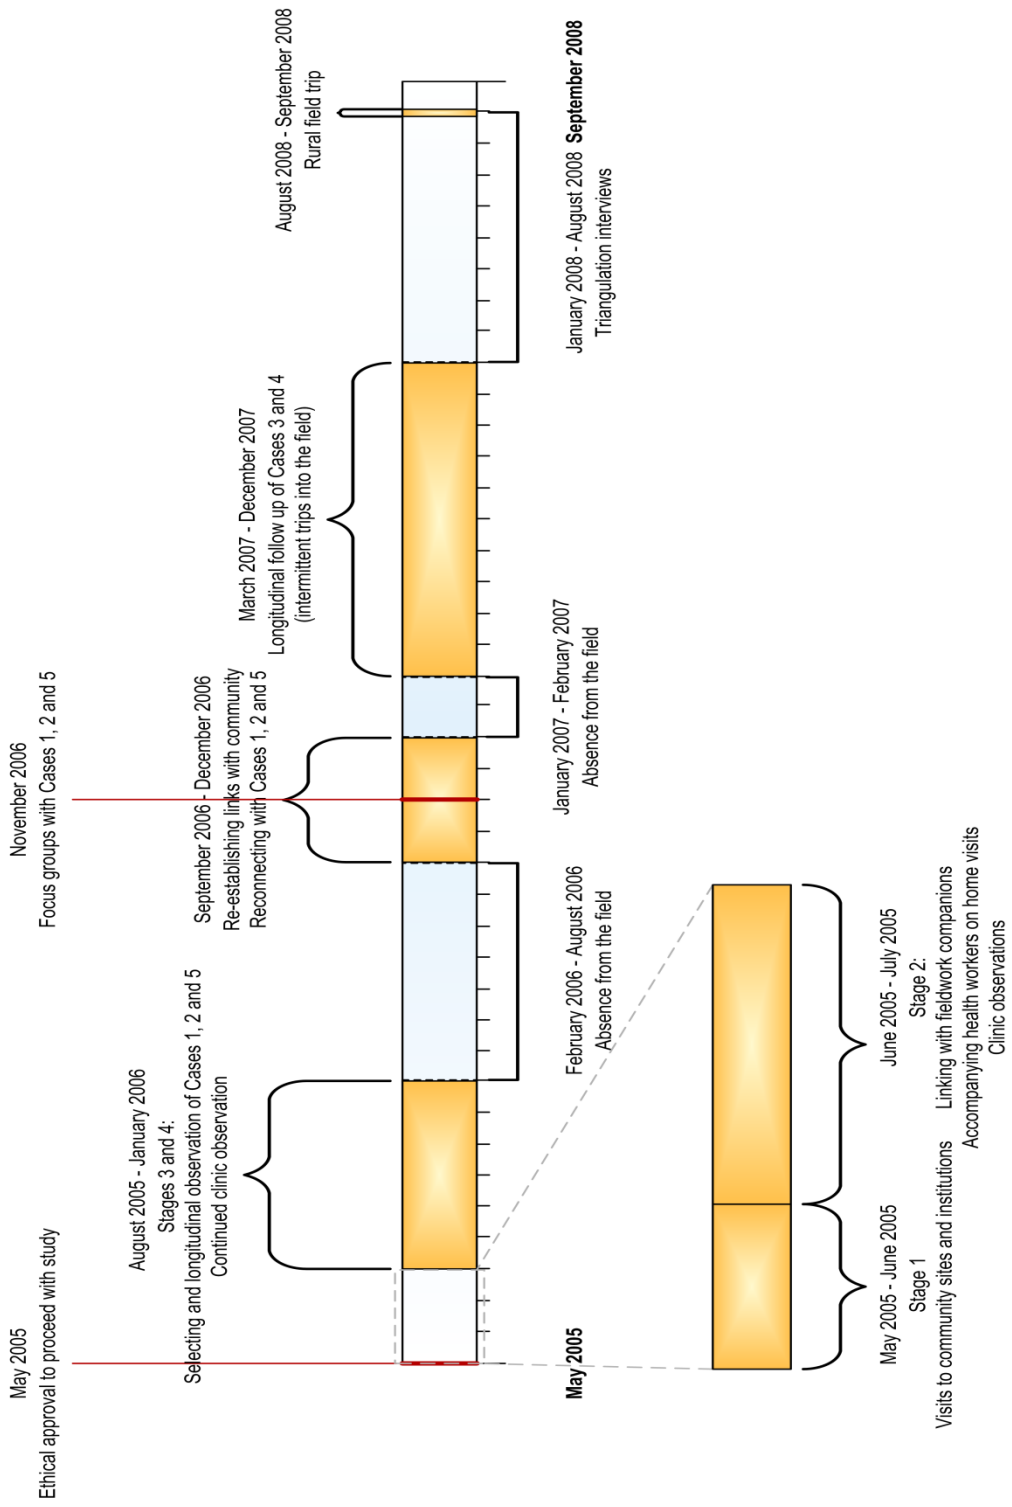 May 2005
Ethical approval to proceed with study
November 2006
Focus groups with Cases 1, 2 and 5
August 2005 - January 2006
Stages 3 and 4:
Selecting and longitudinal observation of Cases 1, 2 and 5
Continued clinic observation
September 2006 - December 2006
Re-establishing links with community
Reconnecting with Cases 1, 2 and 5
March 2007 - December 2007
Longitudinal follow up of Cases 3 and 4
(intermittent trips into the field)
August 2008 - September 2008
Rural field trip
May 2005
February 2006 - August 2006
Absence from the field
January 2007 - February 2007
Absence from the field
January 2008 - August 2008
Triangulation interviews
September 2008
May 2005 - June 2005
Stage 1
Visits to community sites and institutions
June 2005 - July 2005
Stage 2:
Linking with fieldwork companions
Accompanying health workers on home visits
Clinic observations